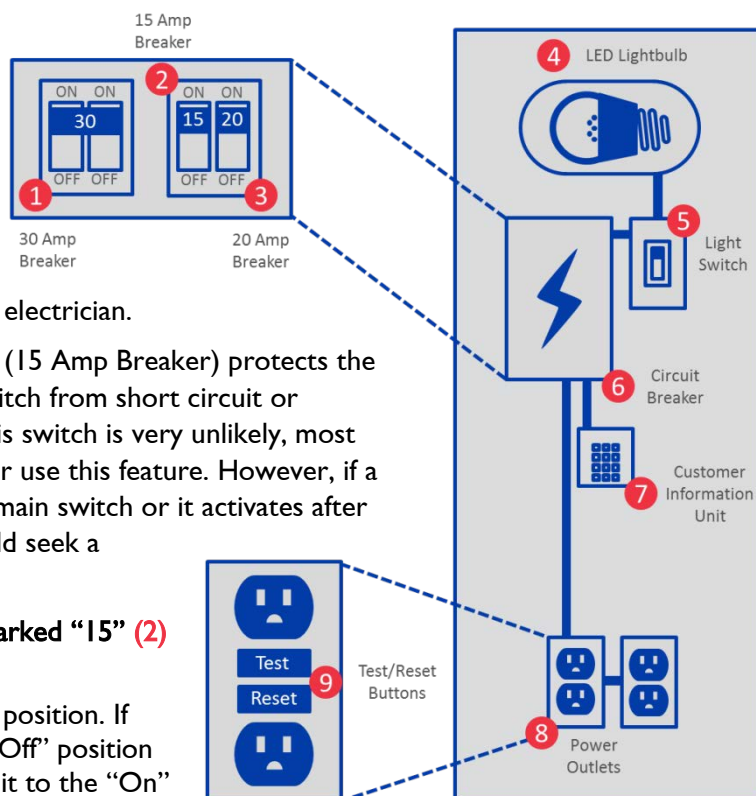 15 Amp
Breaker
2
ON ON
ON ON
30
15 20
OFF OFF
OFF OFF
1
3
30 Amp
Breaker
20 Amp
Breaker
4 LED Lightbulb
5
Light
Switch
6
Circuit
Breaker
7
Customer
Information
Unit
electrician.
(15 Amp Breaker) protects the
itch from short circuit or
is switch is very unlikely, most
r use this feature. However, if a
main switch or it activates after
ld seek a
arked “15” (2)
position. If
Off” position
it to the “On”
Test
Reset
9
Test/Reset
Buttons
8
Power
Outlets